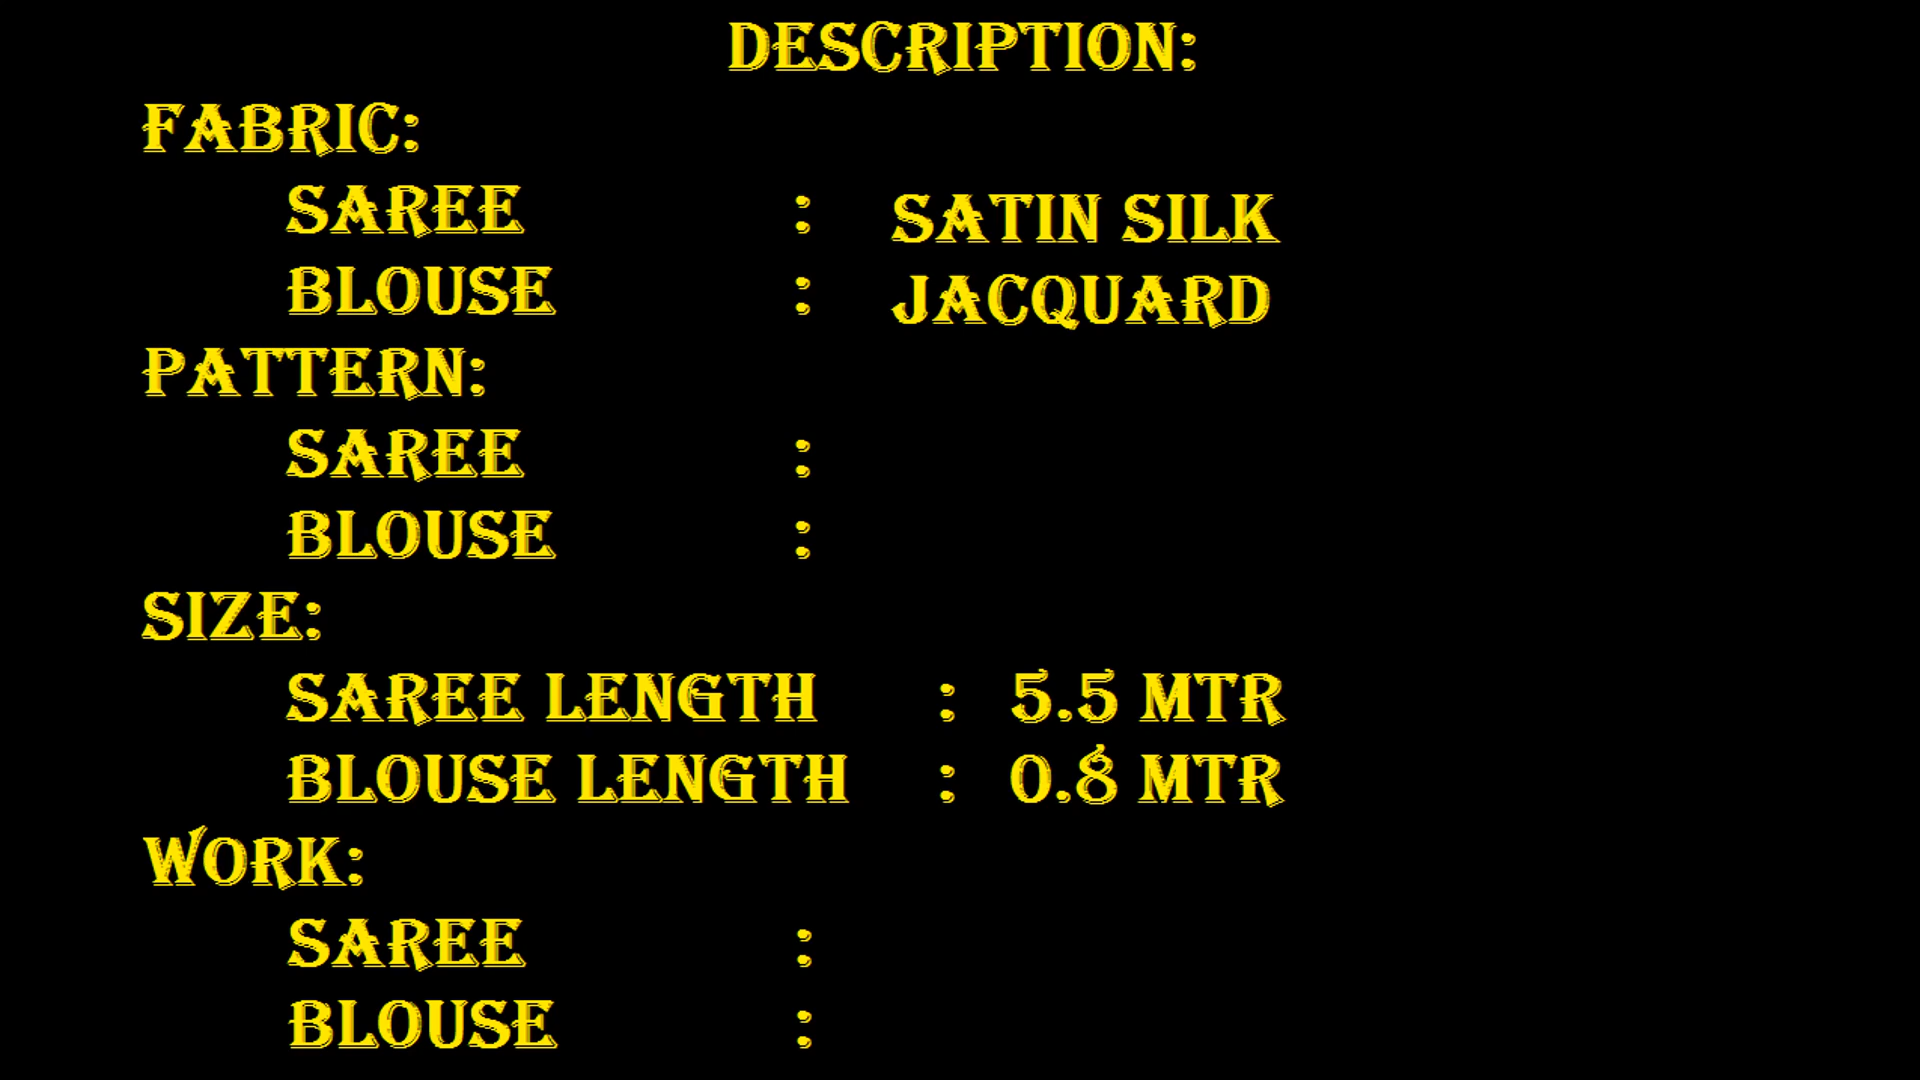 DESCRIPTION:
FABRIC:
SAREE : SATIN SILK
BLOUSE : JACQUARD
PATTERN:
SAREE :
BLOUSE :
SIZE:
SAREE LENGTH : 5.5 MTR
BLOUSE LENGTH : 0.8 MTR
WORK:
SAREE :
BLOUSE :